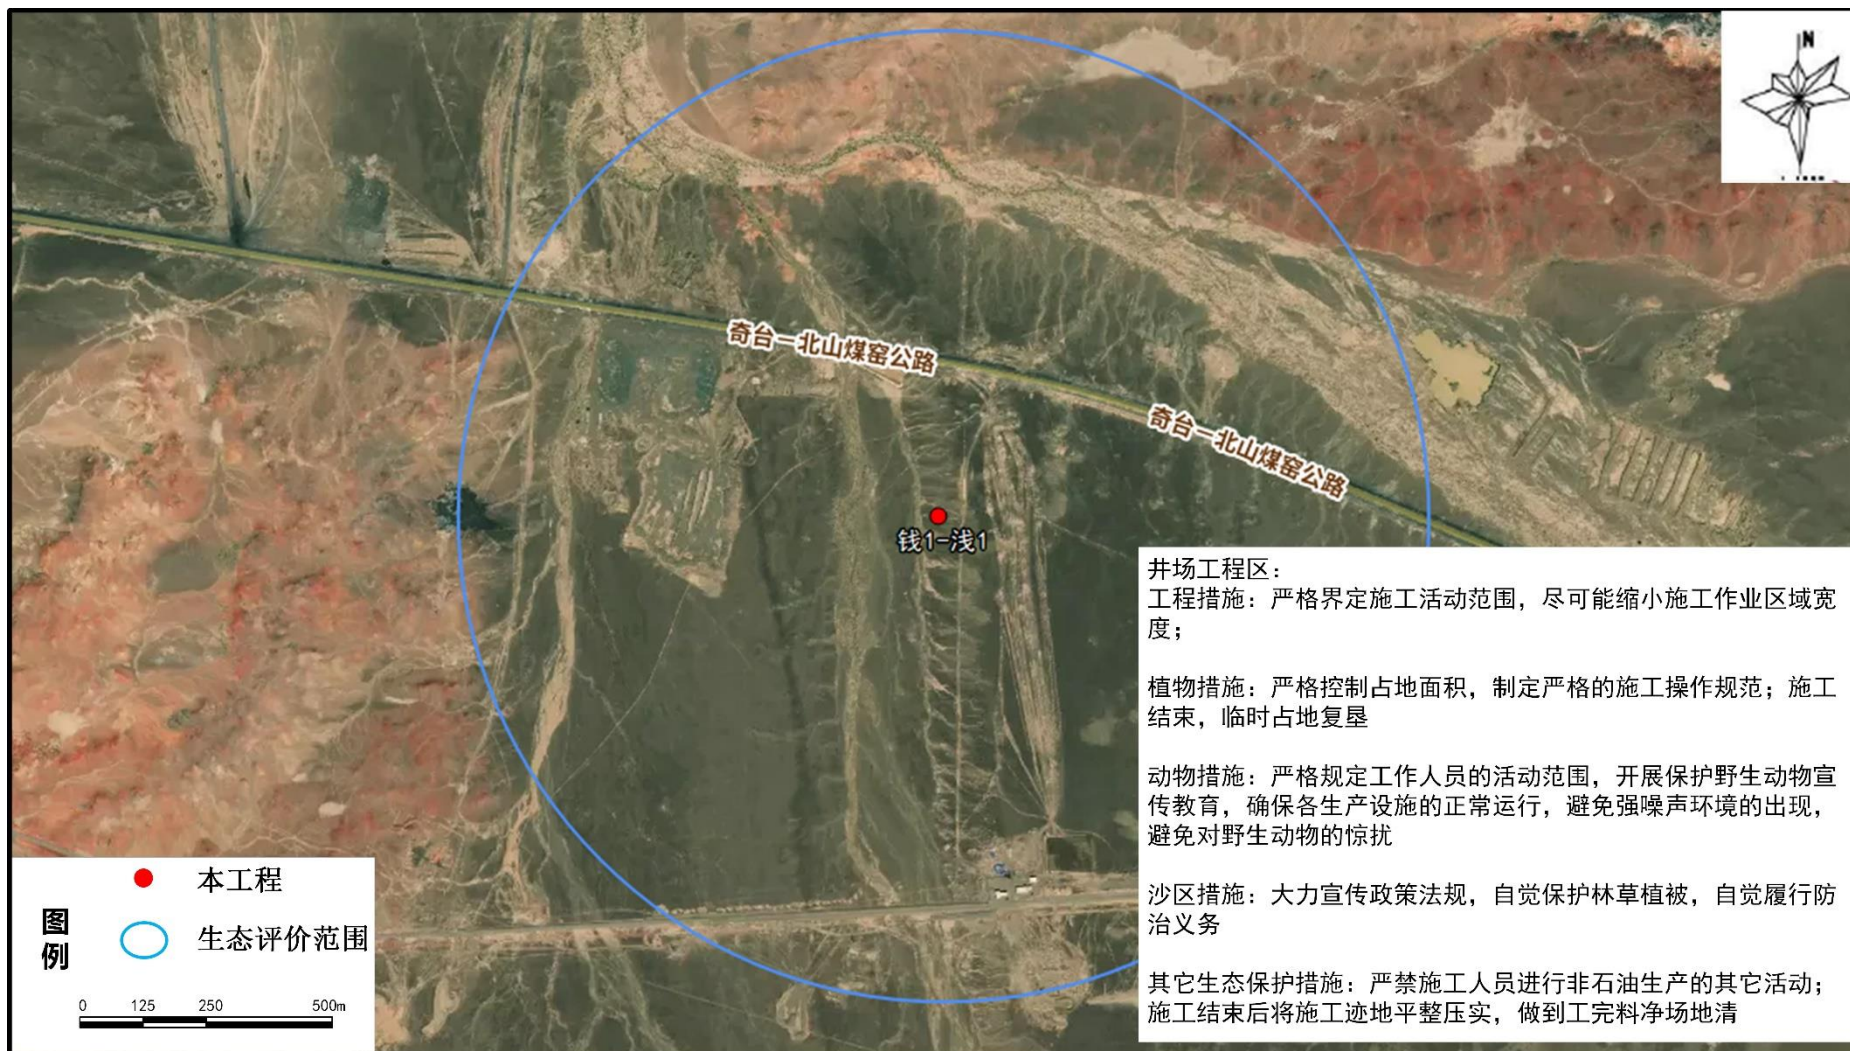 N
奇台—北山煤窑公路
奇台—北山煤窑公路
钱1-浅1
井场工程区：
工程措施：严格界定施工活动范围，尽可能缩小施工作业区域宽
度；
植物措施：严格控制占地面积，制定严格的施工操作规范；施工
结束，临时占地复垦
动物措施：严格规定工作人员的活动范围，开展保护野生动物宣
传教育，确保各生产设施的正常运行，避免强噪声环境的出现，
避免对野生动物的惊扰
沙区措施：大力宣传政策法规，自觉保护林草植被，自觉履行防
治义务
其它生态保护措施：严禁施工人员进行非石油生产的其它活动；
施工结束后将施工迹地平整压实，做到工完料净场地清
图例
本工程
生态评价范围
0 125 250 500m